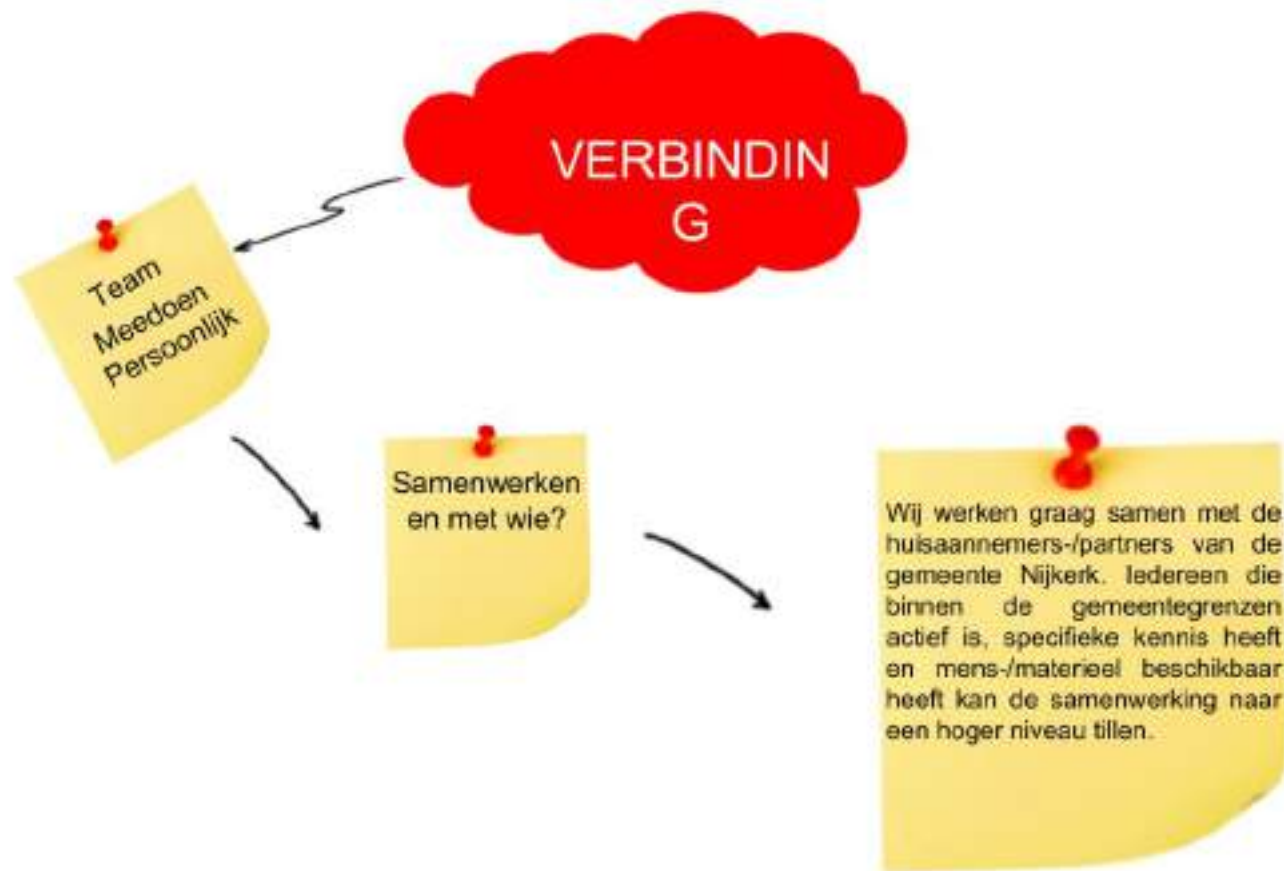 VERBINDIN
G
Team
Meedoen
Persoonlijk
Samenwerken
en met wie?
Wij werken graag samen met de
huisaannemers-/partners van de
gemeente Nijkerk. Iedereen die
binnen de gemeentegrenzen
actief is, specifieke kennis heeft
en mens-/materieel beschikbaar
heeft kan de samenwerking naar
een hoger niveau tillen.